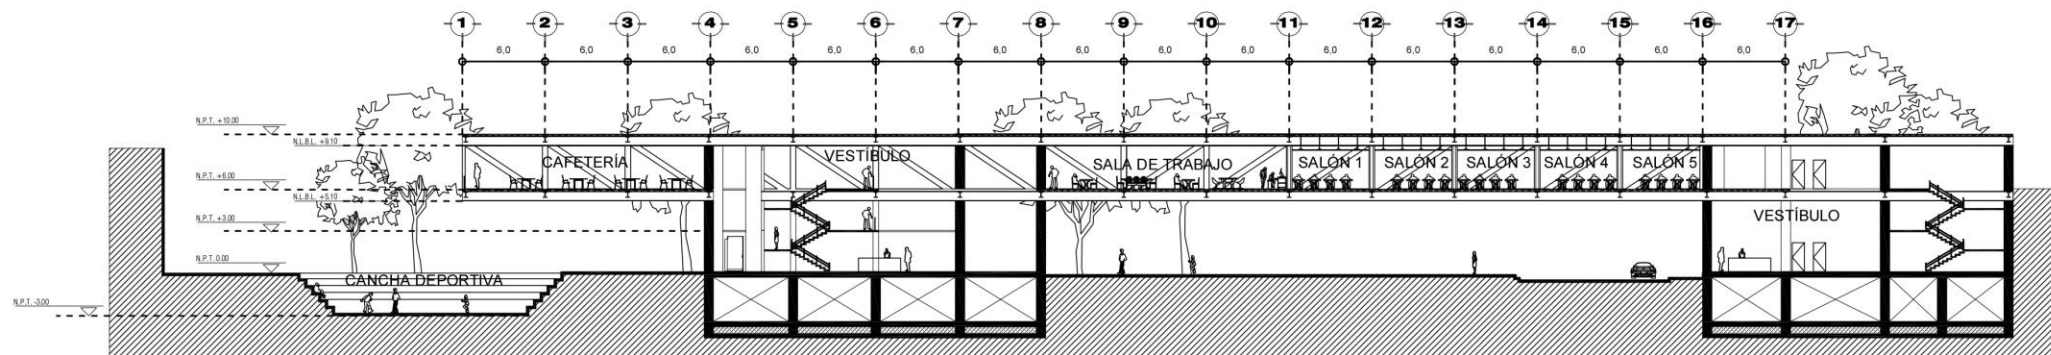 1 2 3 4 5 6 7 8 9 10 11 12 13 14 15 16 17
6,0 6,0 6,0 6,0 6,0 6,0 6,0 6,0 6,0 6,0 6,0 6,0 6,0 6,0 6,0 6,0
N.P.T. +10.00
N.L.B.L. +9.10
CAFETERÍA
VESTÍBULO
SALA DE TRABAJO
SALÓN 1
SALÓN 2
SALÓN 3
SALÓN 4
SALÓN 5
N.P.T. +6.00
N.L.B.L. +5.10
N.P.T. +3.00
VESTÍBULO
N.P.T. 0.00
CANCHA DEPORTIVA
N.P.T. -3.00